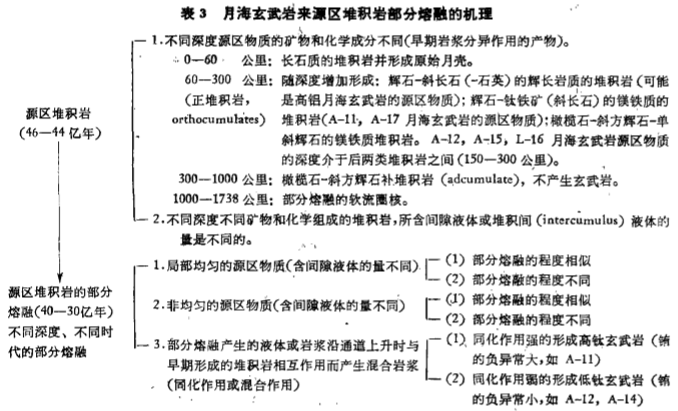 表 3　月海玄武岩来源区堆积岩部分熔融的机理
1.不同深度源区物质的矿物和化学成分不同(早期岩浆分异作用的产物)。
0—60 公里：长石质的堆积岩并形成原始月壳。
60—300 公里：随深度增加形成：辉石-斜长石(-石英)的辉长岩质的堆积岩(可能
(正堆积岩， 是高铝月海玄武岩的源区物质)；辉石-钛铁矿(斜长石)的镁铁质的
orthocumulates) 堆积岩(A-11, A-17 月海玄武岩的源区物质)；橄榄石-斜方辉石-单
斜辉石的镁铁质堆积岩。A-12, A-15, L-16 月海玄武岩源区物质
的深度介于后两类堆积岩之间(150—300 公里)。
300—1000 公里：橄榄石-斜方辉石补堆积岩(adcumulate)，不产生玄武岩。
1000—1738 公里：部分熔融的软流圈核。
2.不同深度不同矿物和化学组成的堆积岩，所含间隙液体或堆积间(intercumulus)液体的
量是不同的。
源区堆积岩
(46—44亿年)
源区堆积岩的部分
熔融(40—30亿年)
不同深度、不同时
代的部分熔融
1.局部均匀的源区物质(含间隙液体的量不同)
(1) 部分熔融的程度相似
(2) 部分熔融的程度不同
2.非均匀的源区物质(含间隙液体的量不同)
(1) 部分熔融的程度相似
(2) 部分熔融的程度不同
3.部分熔融产生的液体或岩浆沿通道上升时与
早期形成的堆积岩相互作用而产生混合岩浆
(同化作用或混合作用)
(1) 同化作用强的形成高钛玄武岩(铕
的负异常大，如 A-11)
(2) 同化作用弱的形成低钛玄武岩(铕
的负异常小，如 A-12, A-14)